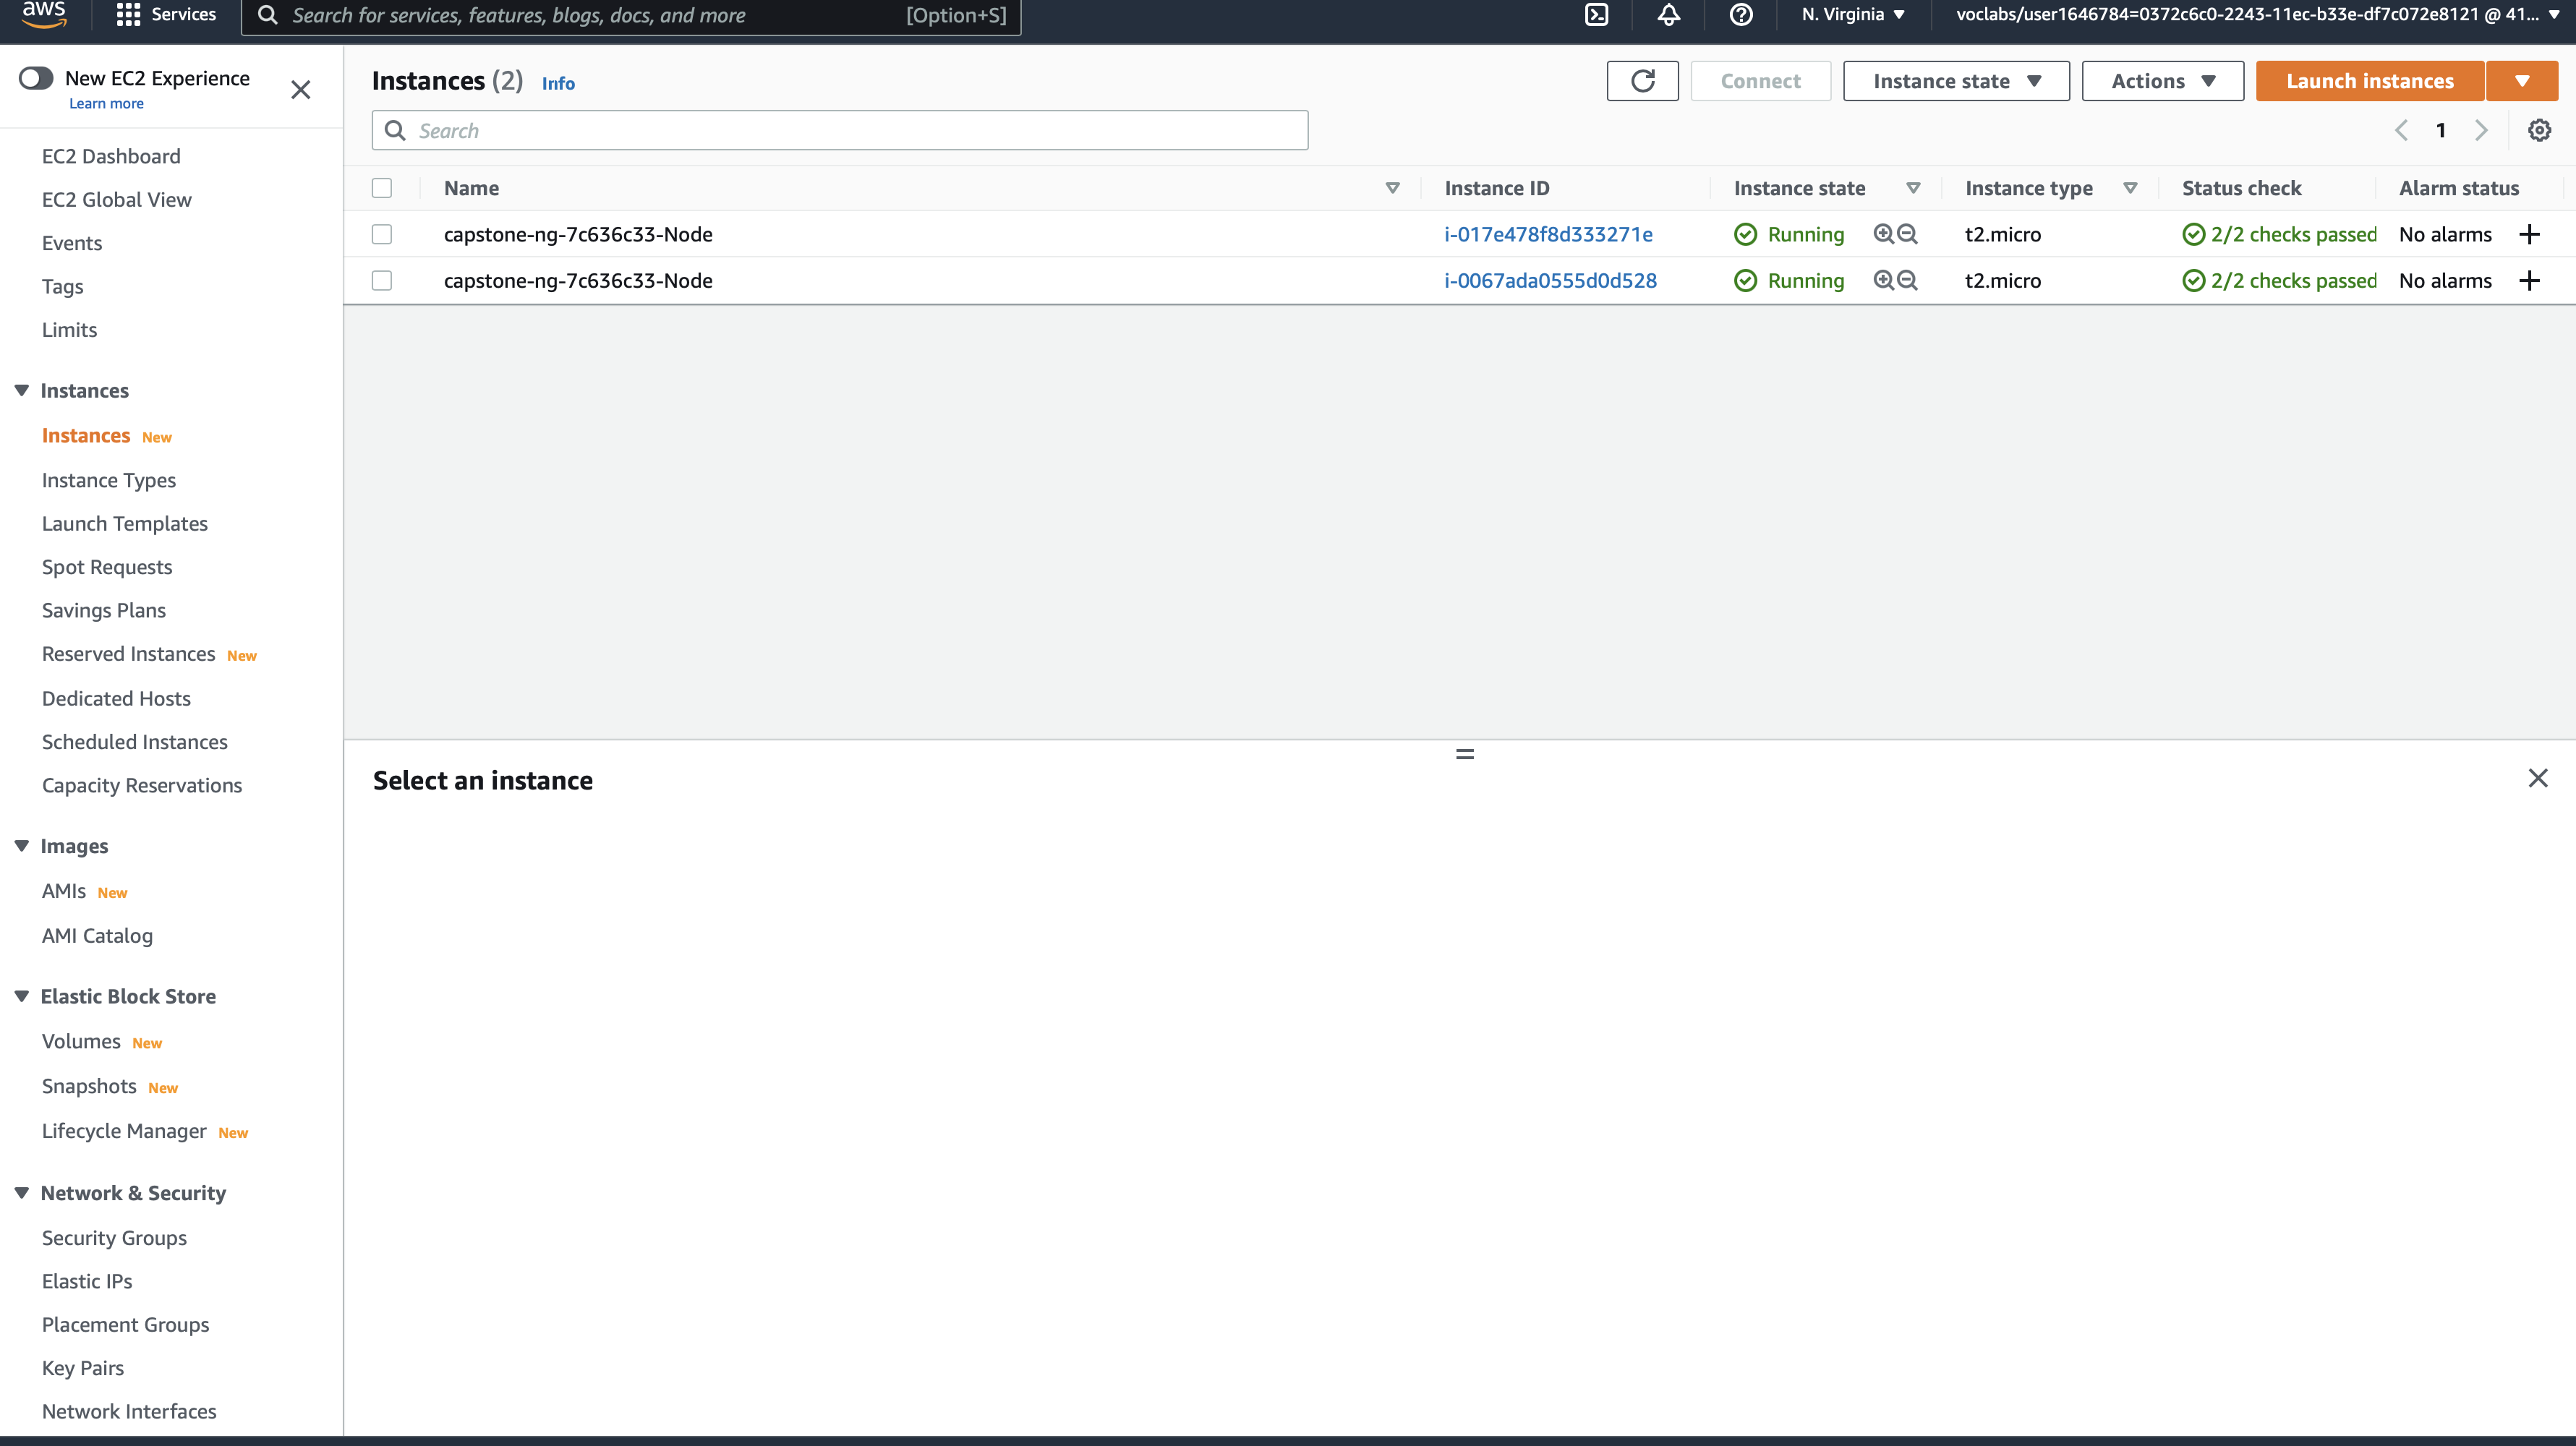 aws Services Search for services, features, blogs, docs, and more [Option+S] N. Virginia voclabs/user1646784=0372c6c0-2243-11ec-b33e-df7c072e8121 @ 41...
New EC2 Experience
Learn more
EC2 Dashboard
EC2 Global View
Events
Tags
Limits
Instances
Instances New
Instance Types
Launch Templates
Spot Requests
Savings Plans
Reserved Instances New
Dedicated Hosts
Scheduled Instances
Capacity Reservations
Images
AMIs New
AMI Catalog
Elastic Block Store
Volumes New
Snapshots New
Lifecycle Manager New
Network & Security
Security Groups
Elastic IPs
Placement Groups
Key Pairs
Network Interfaces
Instances (2) Info Connect Instance state Actions Launch instances
Search 1
Name Instance ID Instance state Instance type Status check Alarm status
capstone-ng-7c636c33-Node i-017e478f8d333271e Running t2.micro 2/2 checks passed No alarms
capstone-ng-7c636c33-Node i-0067ada0555d0d528 Running t2.micro 2/2 checks passed No alarms
Select an instance